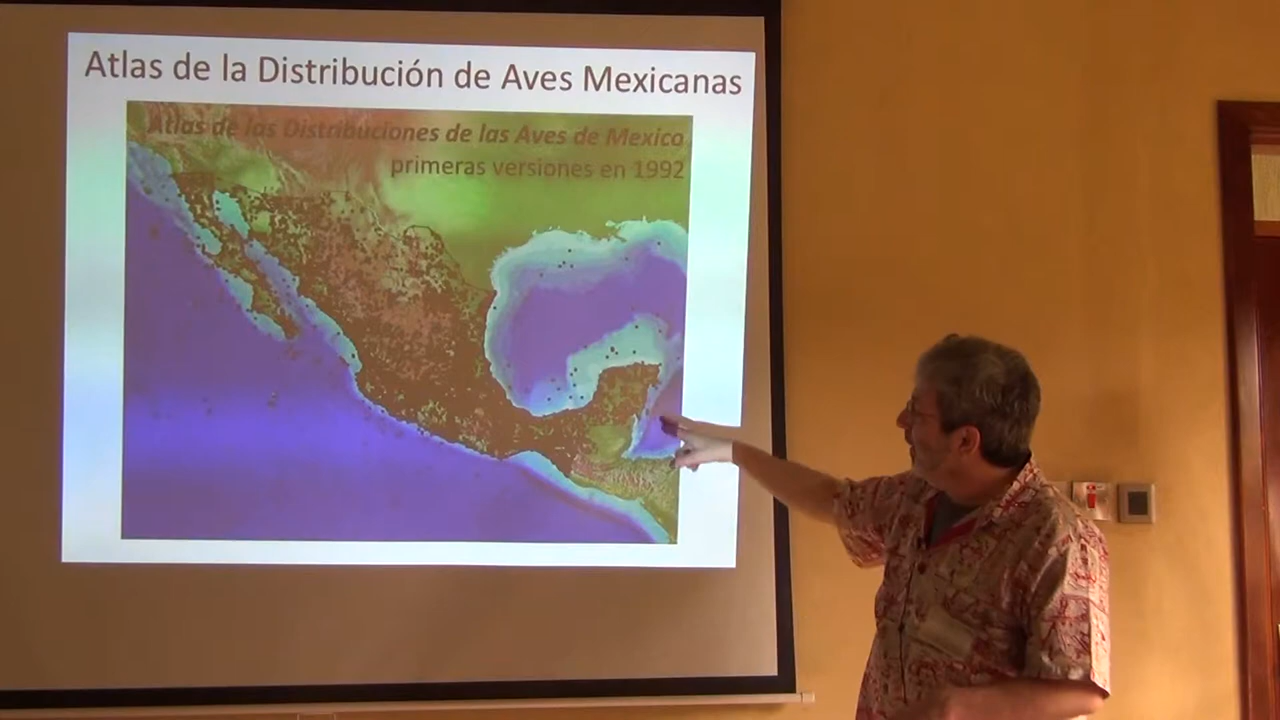 Atlas de la Distribución de Aves Mexicanas
Atlas de las Distribuciones de las Aves de Mexico
primeras versiones en 1992